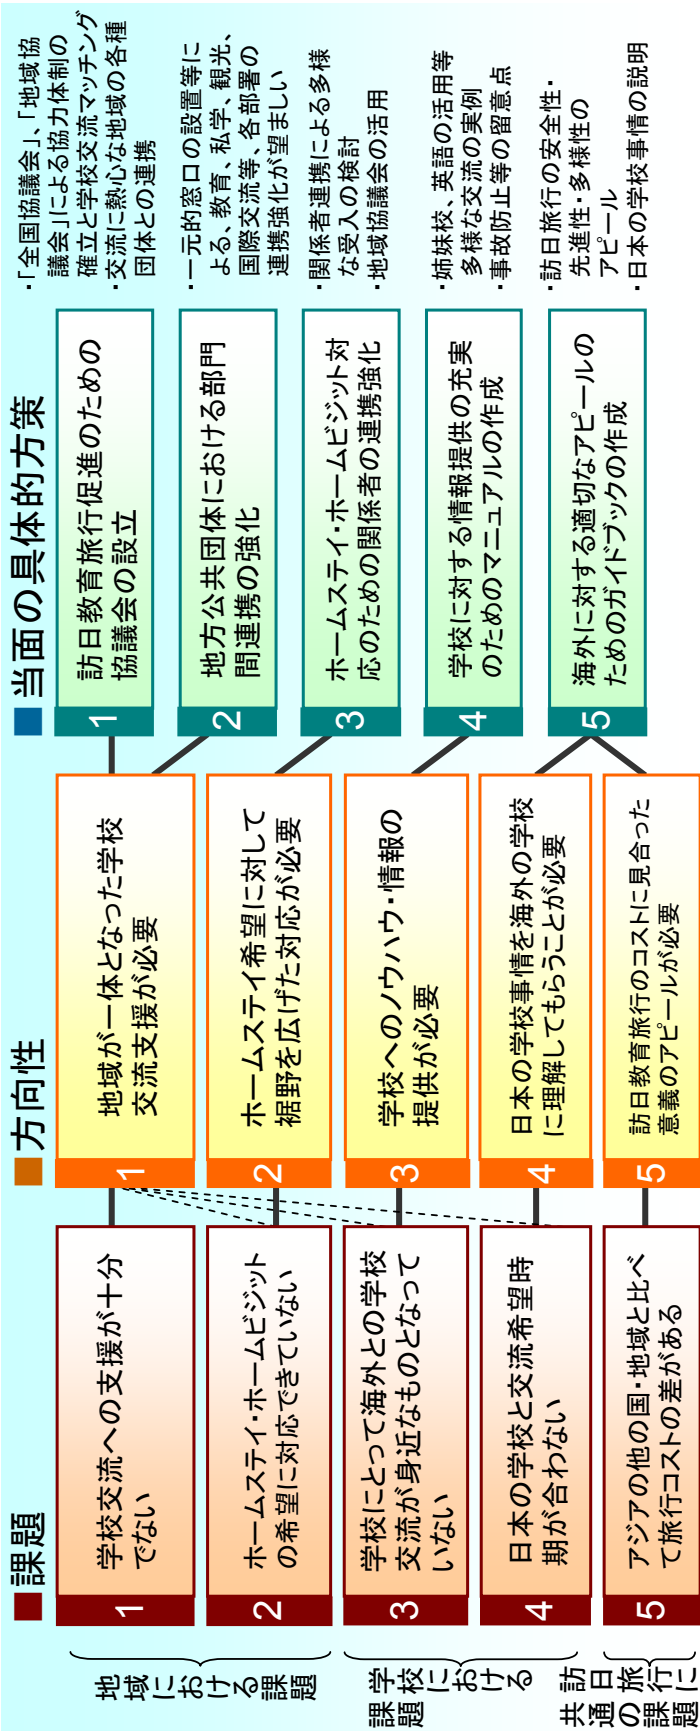 ■課題
地域における課題
1
学校交流への支援が十分
でない
2
ホームステイ・ホームビジット
の希望に対応できていない
学校における
課題
3
学校にとって海外との学校
交流が身近なものとなって
いない
4
日本の学校と交流希望時
期が合わない
訪日旅行に
共通の課題
5
アジアの他の国・地域と比べ
て旅行コストの差がある
■方向性
1
地域が一体となった学校
交流支援が必要
2
ホームステイ希望に対して
裾野を広げた対応が必要
3
学校へのノウハウ・情報の
提供が必要
4
日本の学校事情を海外の学校
に理解してもらうことが必要
5
訪日教育旅行のコストに見合った
意義のアピールが必要
■当面の具体的方策
1
訪日教育旅行促進のための
協議会の設立
・「全国協議会」、「地域協
議会」による協力体制の
確立と学校交流マッチング
・交流に熱心な地域の各種
団体との連携
2
地方公共団体における部門
間連携の強化
・一元的窓口の設置等に
よる、教育、私学、観光、
国際交流等、各部署の
連携強化が望ましい
3
ホームステイ・ホームビジット対
応のための関係者の連携強化
・関係者連携による多様
な受入の検討
・地域協議会の活用
4
学校に対する情報提供の充実
のためのマニュアルの作成
・姉妹校、英語の活用等
多様な交流の実例
・事故防止等の留意点
5
海外に対する適切なアピールの
ためのガイドブックの作成
・訪日旅行の安全性・
先進性・多様性の
アピール
・日本の学校事情の説明